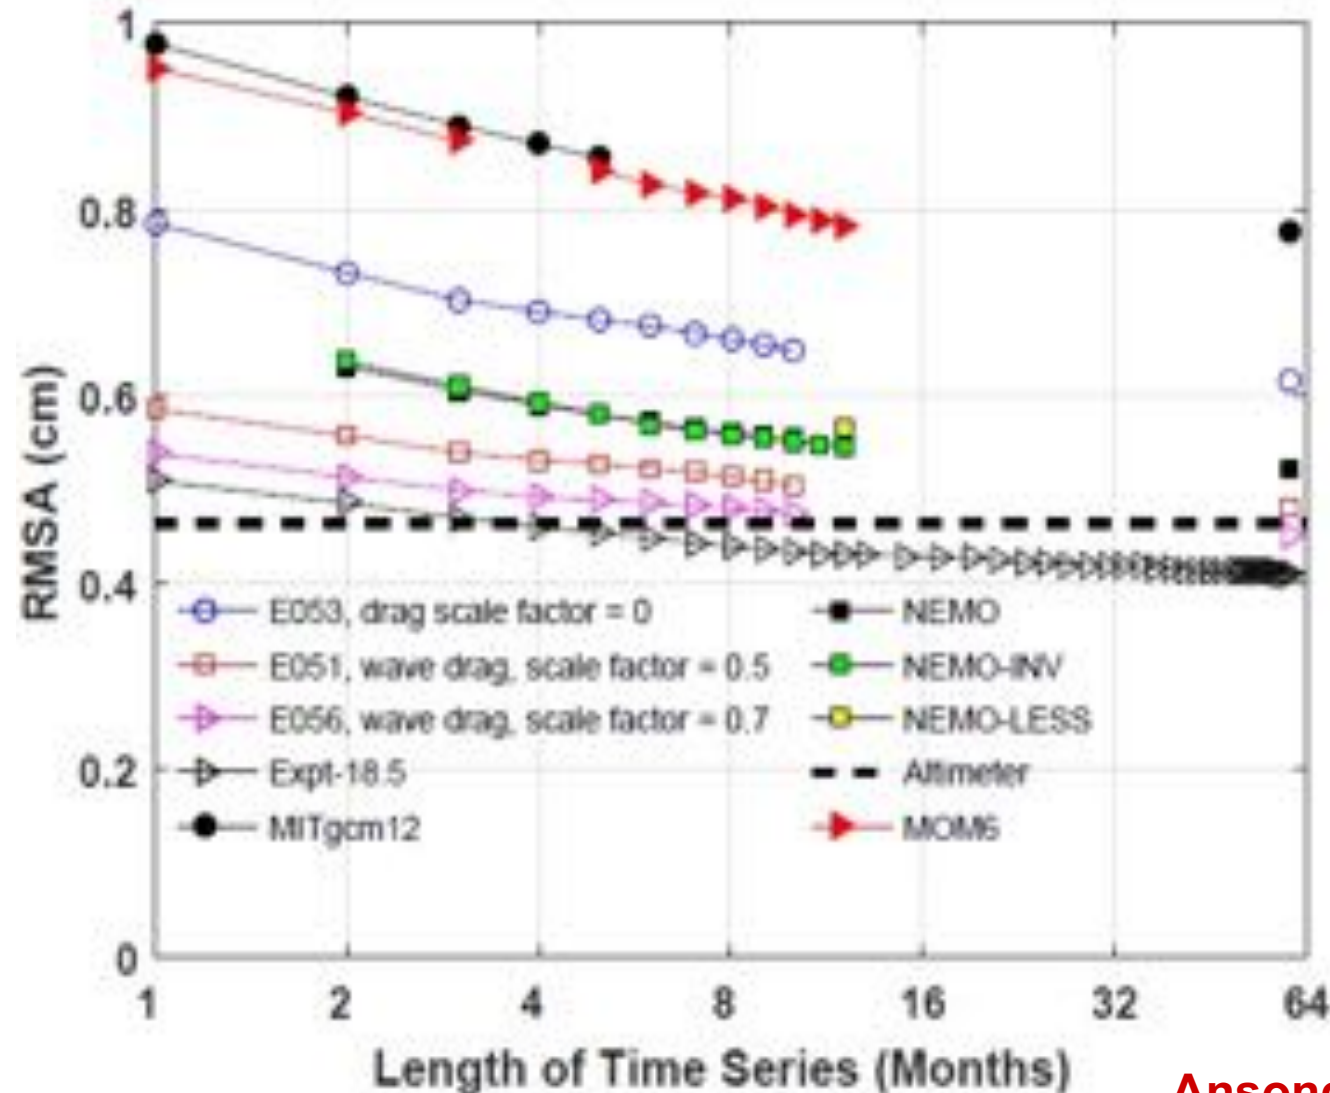 1
0.8
0.6
0.4
0.2
0
RMSA (cm)
E053, drag scale factor = 0
E051, wave drag, scale factor = 0.5
E056, wave drag, scale factor = 0.7
Expt-18.5
MITgcm12
NEMO
NEMO-INV
NEMO-LESS
Altimeter
MOM6
1 2 4 8 16 32 64
Length of Time Series (Months)